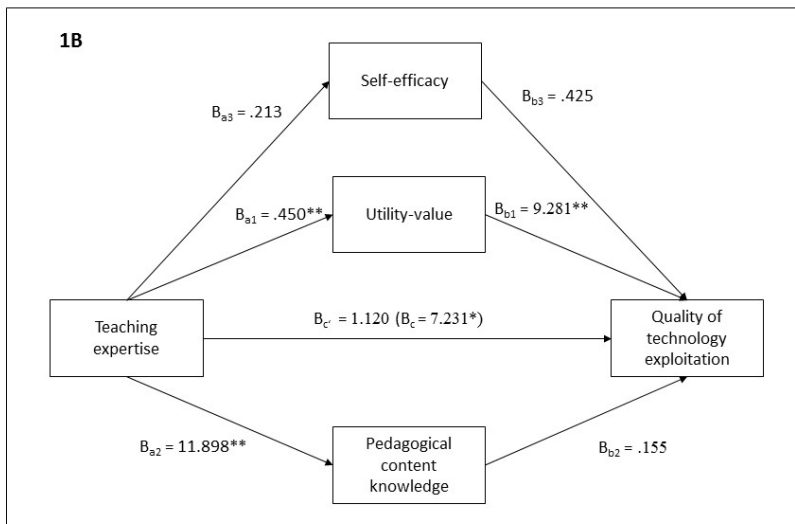 1B
Self-efficacy
Ba3 = .213
Bb3 = .425
Ba1 = .450**
Utility-value
Bb1 = 9.281**
Teaching
expertise
Bc' = 1.120 (Bc = 7.231*)
Quality of
technology
exploitation
Ba2 = 11.898**
Pedagogical
content
knowledge
Bb2 = .155